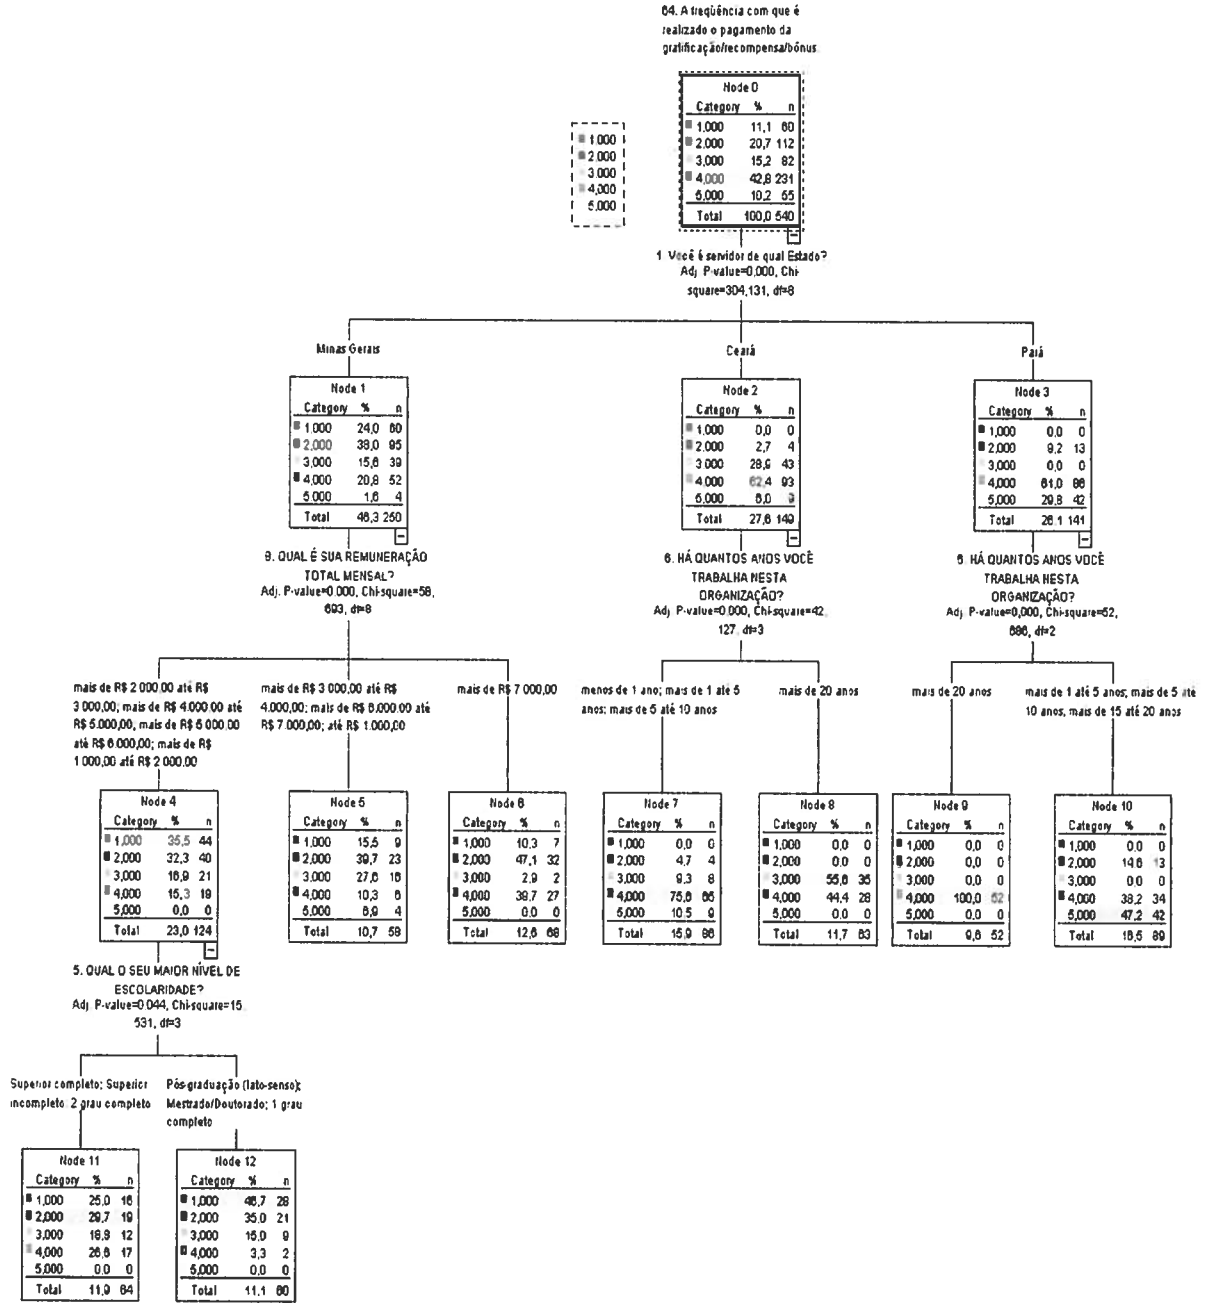 64. A freqüência com que é
realizado o pagamento da
gratificação/recompensa/bônus
Node 0
Category % n
1,000 11,1 60
2,000 20,7 112
3,000 15,2 82
4,000 42,8 231
5,000 10,2 55
Total 100,0 540
1.000
2.000
3.000
4,000
5,000
1. Você é servidor de qual Estado?
Adj. P-value=0,000, Chi-
square=304,131, df=8
Minas Gerais
Ceará
Pará
Node 1
Category % n
1,000 24,0 60
2,000 38,0 95
3,000 15,6 39
4,000 20,8 52
5,000 1,6 4
Total 46,3 250
Node 2
Category % n
1,000 0,0 0
2,000 2,7 4
3,000 28,9 43
4,000 62,4 93
5,000 6,0 9
Total 27,6 149
Node 3
Category % n
1,000 0,0 0
2,000 9,2 13
3,000 0,0 0
4,000 61,0 86
5,000 29,8 42
Total 26,1 141
8. QUAL É SUA REMUNERAÇÃO
TOTAL MENSAL?
Adj. P-value=0,000, Chi-square=58,
693, df=8
6. HÁ QUANTOS ANOS VOCÊ
TRABALHA NESTA
ORGANIZAÇÃO?
Adj. P-value=0,000, Chi-square=42,
127, df=3
6. HÁ QUANTOS ANOS VOCÊ
TRABALHA NESTA
ORGANIZAÇÃO?
Adj. P-value=0,000, Chi-square=52,
686, df=2
mais de R$ 2.000,00 até R$
3.000,00; mais de R$ 4.000,00 até
R$ 5.000,00, mais de R$ 5.000,00
até R$ 6.000,00; mais de R$
1.000,00 até R$ 2.000,00
mais de R$ 3.000,00 até R$
4.000,00; mais de R$ 6.000,00 até
R$ 7.000,00; até R$ 1.000,00
mais de R$ 7.000,00
menos de 1 ano; mais de 1 até 5
anos; mais de 5 até 10 anos
mais de 20 anos
mais de 20 anos
mais de 1 até 5 anos; mais de 5 até
10 anos, mais de 15 até 20 anos
Node 4
Category % n
1,000 35,5 44
2,000 32,3 40
3,000 16,9 21
4,000 15,3 19
5,000 0,0 0
Total 23,0 124
Node 5
Category % n
1,000 15,5 9
2,000 39,7 23
3,000 27,6 16
4,000 10,3 6
5,000 6,9 4
Total 10,7 58
Node 6
Category % n
1,000 10,3 7
2,000 47,1 32
3,000 2,9 2
4,000 39,7 27
5,000 0,0 0
Total 12,6 68
Node 7
Category % n
1,000 0,0 0
2,000 4,7 4
3,000 9,3 8
4,000 75,6 65
5,000 10,5 9
Total 15,9 86
Node 8
Category % n
1,000 0,0 0
2,000 0,0 0
3,000 55,6 35
4,000 44,4 28
5,000 0,0 0
Total 11,7 63
Node 9
Category % n
1,000 0,0 0
2,000 0,0 0
3,000 0,0 0
4,000 100,0 52
5,000 0,0 0
Total 9,6 52
Node 10
Category % n
1,000 0,0 0
2,000 14,6 13
3,000 0,0 0
4,000 38,2 34
5,000 47,2 42
Total 16,5 89
5. QUAL O SEU MAIOR NÍVEL DE
ESCOLARIDADE?
Adj. P-value=0,044, Chi-square=15,
531, df=3
Superior completo; Superior
incompleto; 2 grau completo
Pós-graduação (lato-senso);
Mestrado/Doutorado; 1 grau
completo
Node 11
Category % n
1,000 25,0 16
2,000 29,7 19
3,000 18,8 12
4,000 26,6 17
5,000 0,0 0
Total 11,9 64
Node 12
Category % n
1,000 46,7 28
2,000 35,0 21
3,000 15,0 9
4,000 3,3 2
5,000 0,0 0
Total 11,1 60